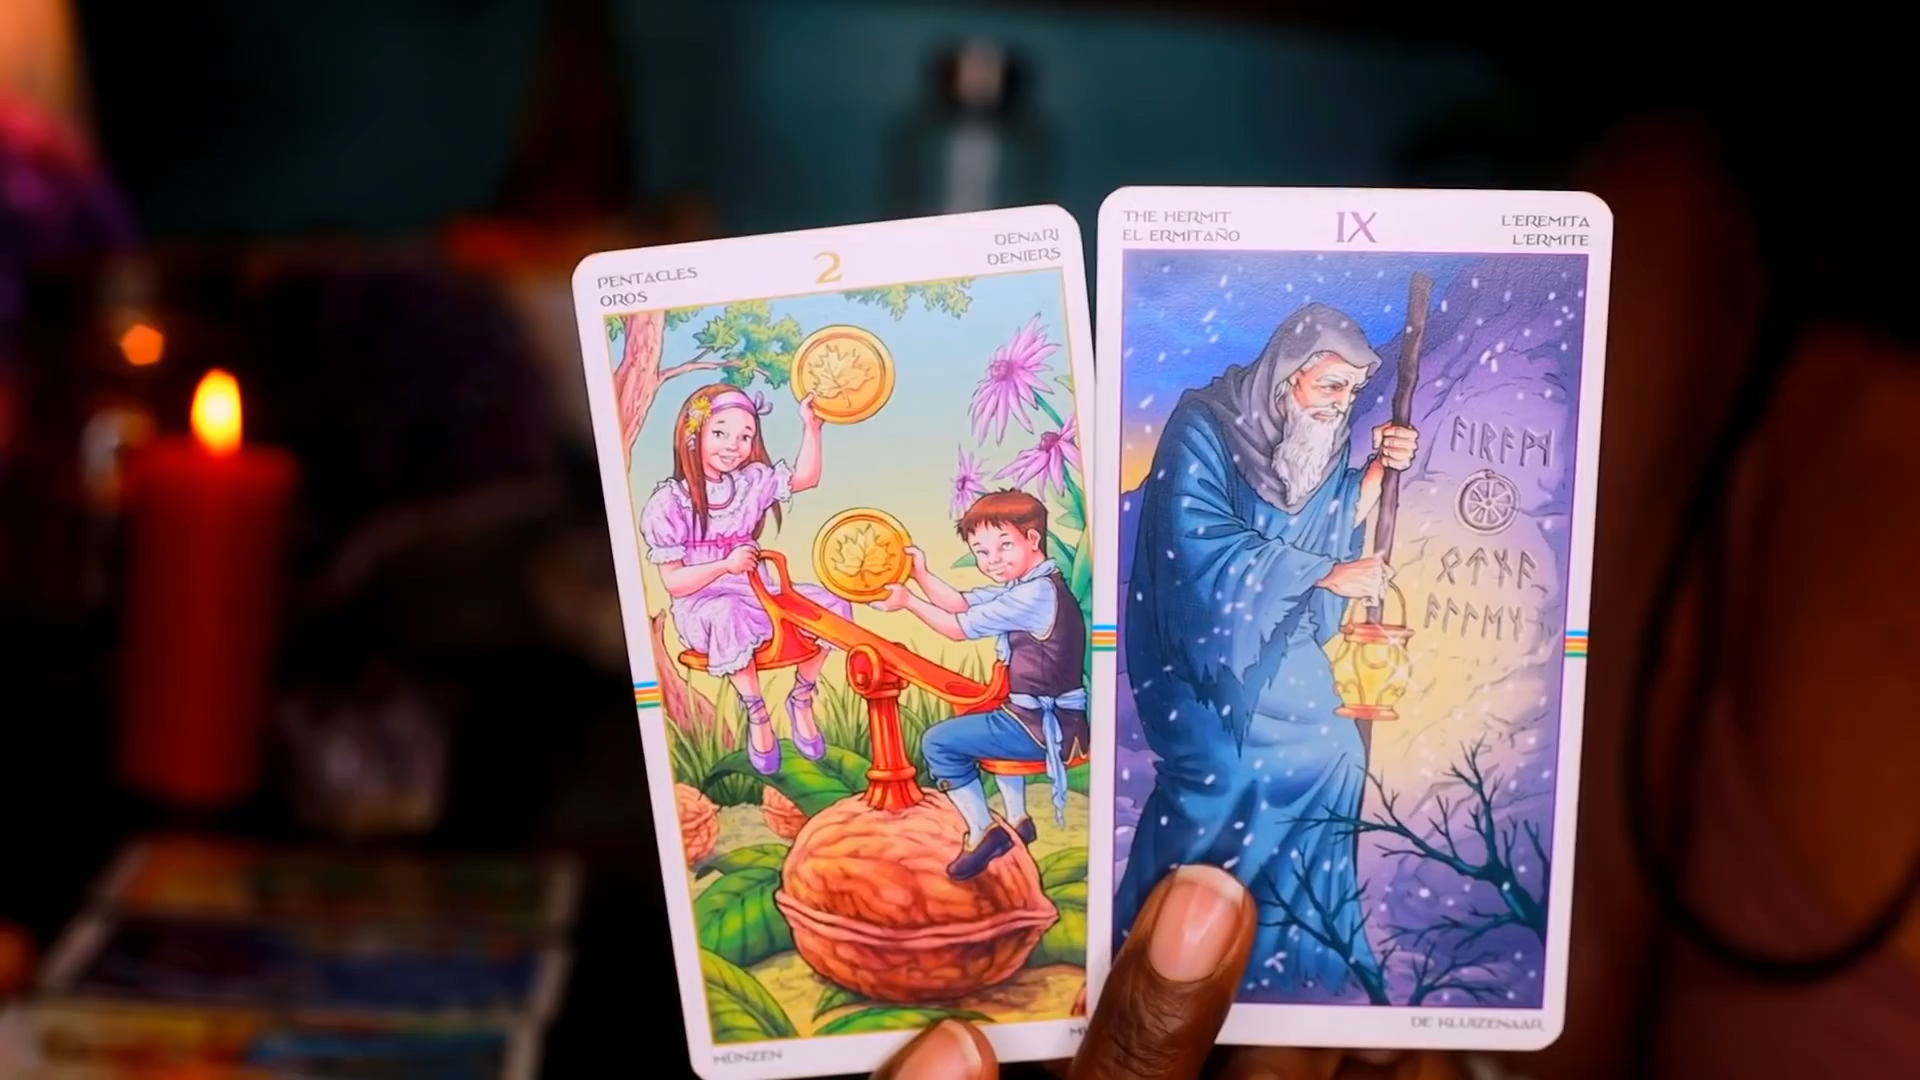 PENTACLES
OROS
2
DENARI
DENIERS
MÜNZEN
THE HERMIT
EL ERMITAÑO
IX
L'EREMITA
L'ERMITE
DE KLUIZENAAR